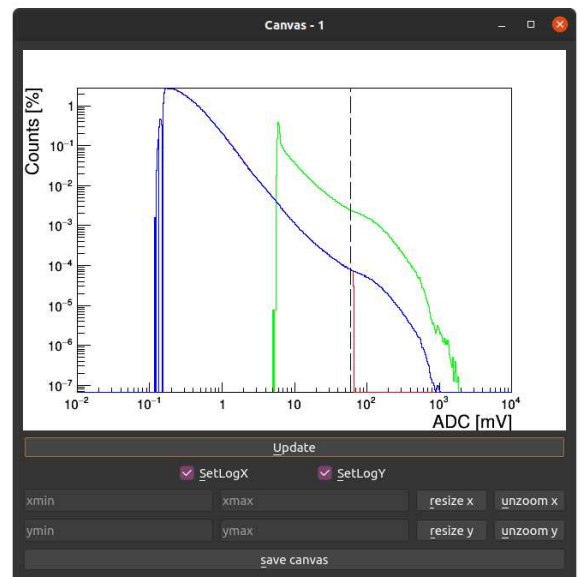 Canvas - 1
Counts [%]
1
10⁻¹
10⁻²
10⁻³
10⁻⁴
10⁻⁵
10⁻⁶
10⁻⁷
10⁻² 10⁻¹ 1 10 10² 10³ 10⁴
ADC [mV]
Update
SetLogX SetLogY
xmin xmax resize x unzoom x
ymin ymax resize y unzoom y
save canvas